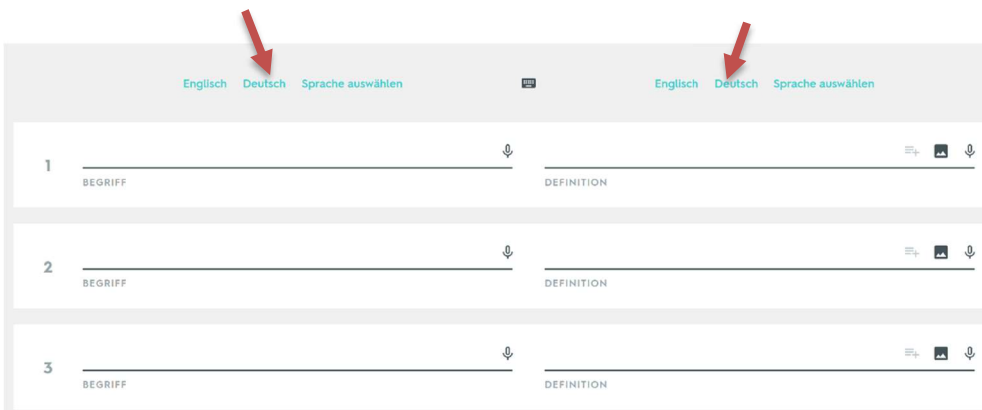 Englisch Deutsch Sprache auswählen Englisch Deutsch Sprache auswählen
1
BEGRIFF DEFINITION
2
BEGRIFF DEFINITION
3
BEGRIFF DEFINITION